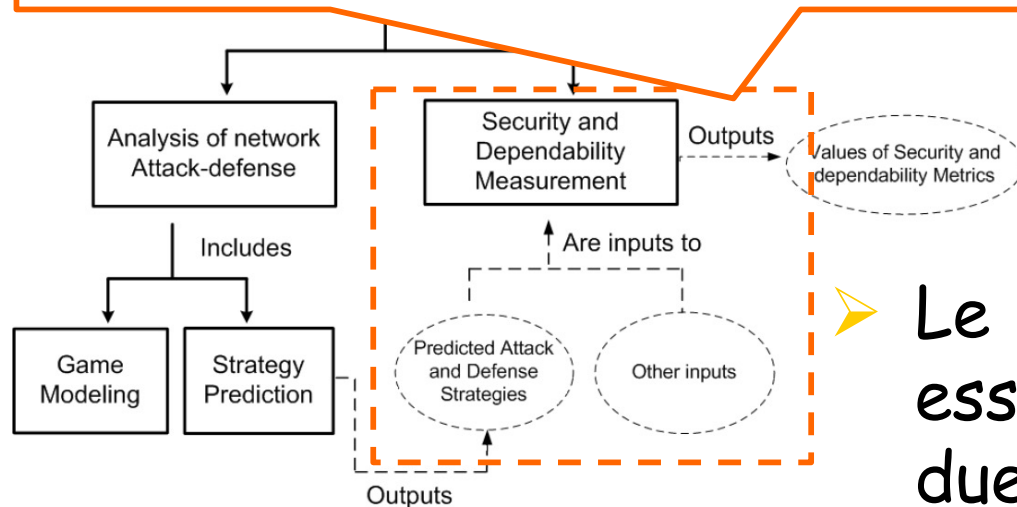 Analysis of network
Attack-defense
Security and
Dependability
Measurement
Outputs
Values of Security and
dependability Metrics
Includes
Are inputs to
Game
Modeling
Strategy
Prediction
Predicted Attack
and Defense
Strategies
Other inputs
Outputs
Le
ess
due